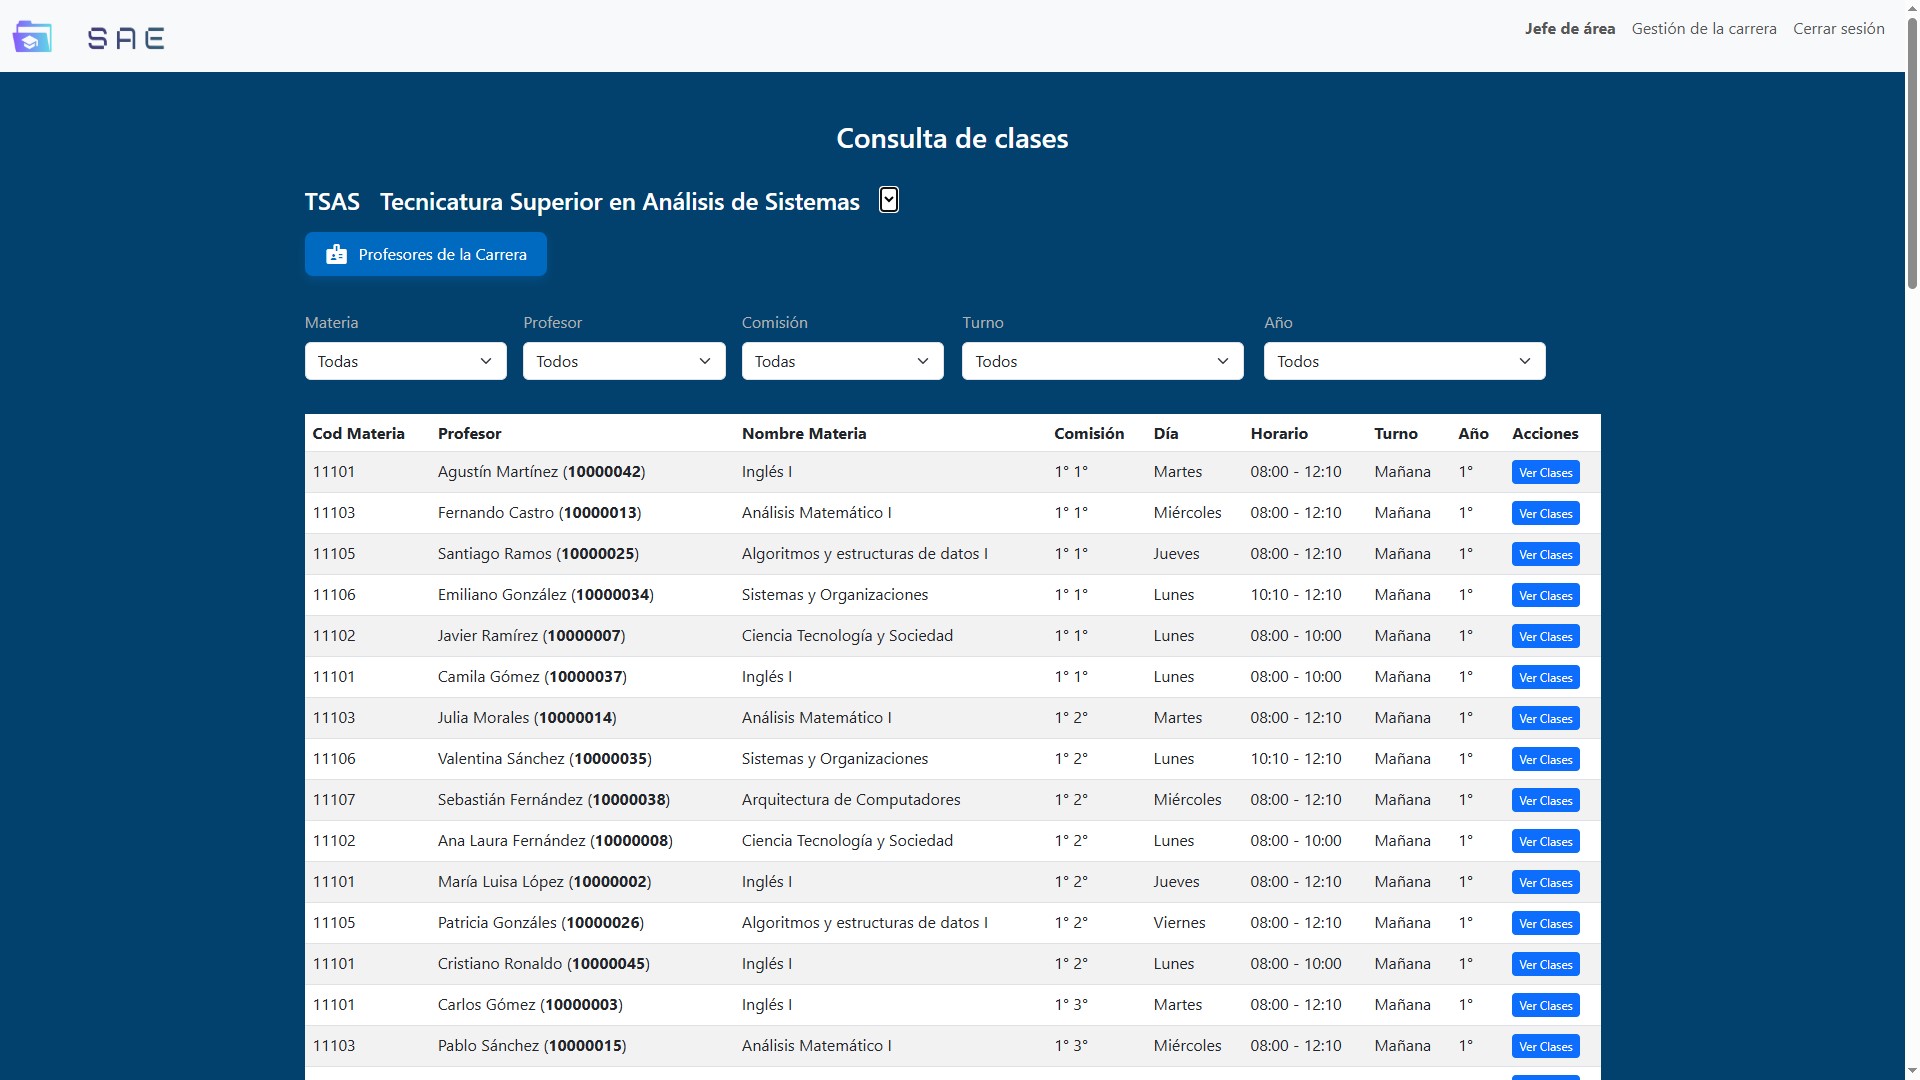 SAE
Jefe de área Gestión de la carrera Cerrar sesión
Consulta de clases
TSAS Tecnicatura Superior en Análisis de Sistemas
Profesores de la Carrera
Materia Profesor Comisión Turno Año
Todas Todos Todas Todos Todos
Cod Materia Profesor Nombre Materia Comisión Día Horario Turno Año Acciones
11101 Agustín Martínez (10000042) Inglés I 1° 1° Martes 08:00 - 12:10 Mañana 1° Ver Clases
11103 Fernando Castro (10000013) Análisis Matemático I 1° 1° Miércoles 08:00 - 12:10 Mañana 1° Ver Clases
11105 Santiago Ramos (10000025) Algoritmos y estructuras de datos I 1° 1° Jueves 08:00 - 12:10 Mañana 1° Ver Clases
11106 Emiliano González (10000034) Sistemas y Organizaciones 1° 1° Lunes 10:10 - 12:10 Mañana 1° Ver Clases
11102 Javier Ramírez (10000007) Ciencia Tecnología y Sociedad 1° 1° Lunes 08:00 - 10:00 Mañana 1° Ver Clases
11101 Camila Gómez (10000037) Inglés I 1° 1° Lunes 08:00 - 10:00 Mañana 1° Ver Clases
11103 Julia Morales (10000014) Análisis Matemático I 1° 2° Martes 08:00 - 12:10 Mañana 1° Ver Clases
11106 Valentina Sánchez (10000035) Sistemas y Organizaciones 1° 2° Lunes 10:10 - 12:10 Mañana 1° Ver Clases
11107 Sebastián Fernández (10000038) Arquitectura de Computadores 1° 2° Miércoles 08:00 - 12:10 Mañana 1° Ver Clases
11102 Ana Laura Fernández (10000008) Ciencia Tecnología y Sociedad 1° 2° Lunes 08:00 - 10:00 Mañana 1° Ver Clases
11101 María Luisa López (10000002) Inglés I 1° 2° Jueves 08:00 - 12:10 Mañana 1° Ver Clases
11105 Patricia Gonzáles (10000026) Algoritmos y estructuras de datos I 1° 2° Viernes 08:00 - 12:10 Mañana 1° Ver Clases
11101 Cristiano Ronaldo (10000045) Inglés I 1° 2° Lunes 08:00 - 10:00 Mañana 1° Ver Clases
11101 Carlos Gómez (10000003) Inglés I 1° 3° Martes 08:00 - 12:10 Mañana 1° Ver Clases
11103 Pablo Sánchez (10000015) Análisis Matemático I 1° 3° Miércoles 08:00 - 12:10 Mañana 1° Ver Clases